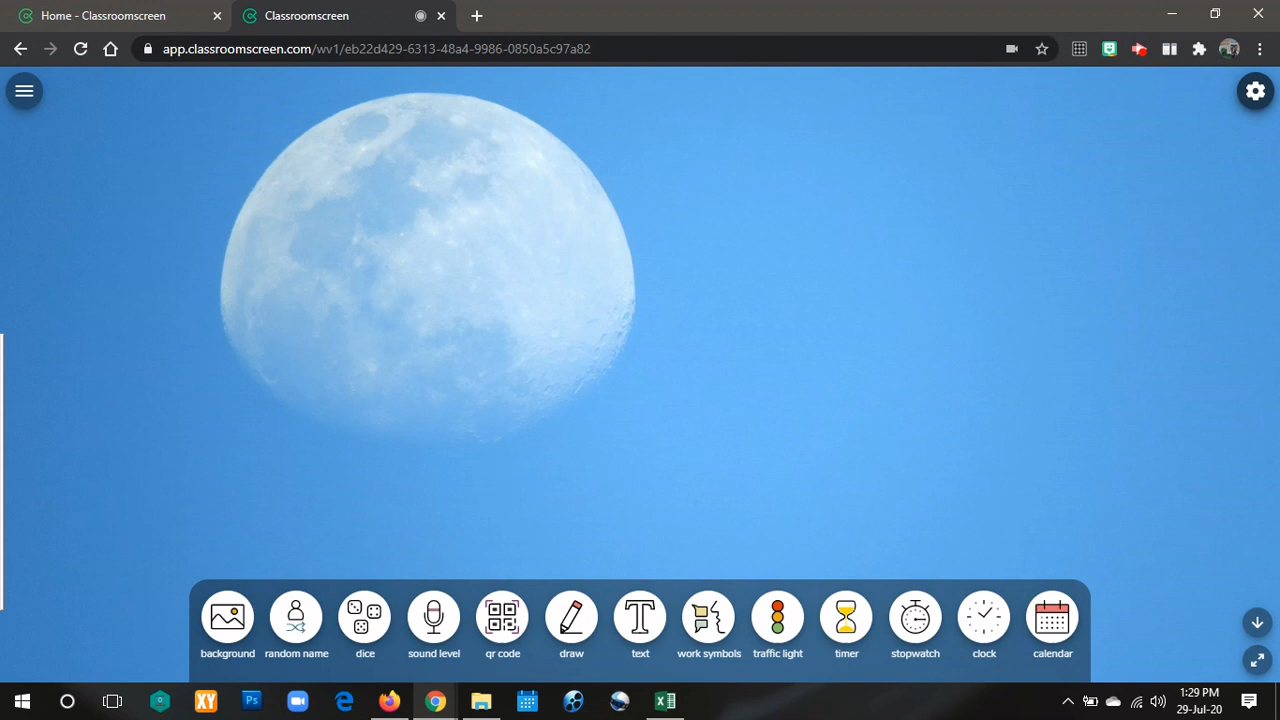 Home - Classroomscreen
Classroomscreen
app.classroomscreen.com/wv1/eb22d429-6313-48a4-9986-0850a5c97a82
background
random name
dice
sound level
qr code
draw
text
work symbols
traffic light
timer
stopwatch
clock
calendar
XY
Ps
1:29 PM
29-Jul-20